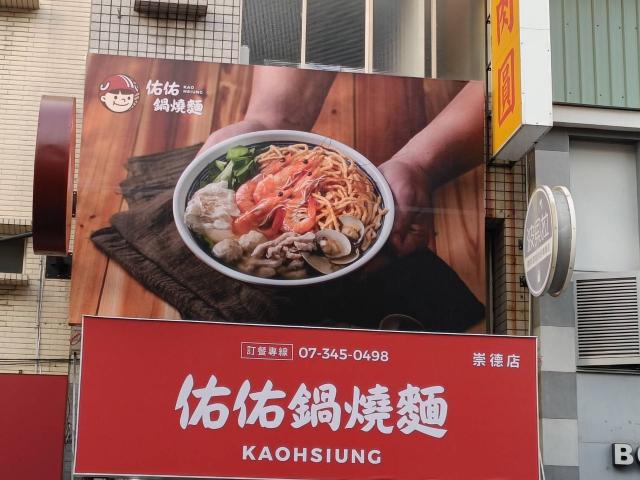 肉圓
佑佑 KAO HSIUNG
鍋燒麵
訂餐專線 07-345-0498
崇德店
佑佑鍋燒麵
KAOHSIUNG
BO